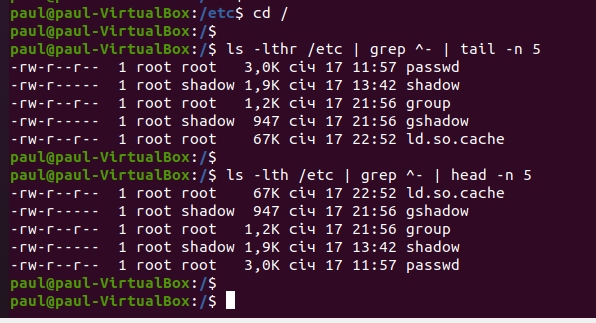 paul@paul-VirtualBox:/etc$ cd /
paul@paul-VirtualBox:/$
paul@paul-VirtualBox:/$ ls -lthr /etc | grep ^- | tail -n 5
-rw-r--r--  1 root root   3,0K січ 17 11:57 passwd
-rw-r-----  1 root shadow 1,9K січ 17 13:42 shadow
-rw-r--r--  1 root root   1,2K січ 17 21:56 group
-rw-r-----  1 root shadow  947 січ 17 21:56 gshadow
-rw-r--r--  1 root root    67K січ 17 22:52 ld.so.cache
paul@paul-VirtualBox:/$
paul@paul-VirtualBox:/$ ls -lth /etc | grep ^- | head -n 5
-rw-r--r--  1 root root    67K січ 17 22:52 ld.so.cache
-rw-r-----  1 root shadow  947 січ 17 21:56 gshadow
-rw-r--r--  1 root root   1,2K січ 17 21:56 group
-rw-r-----  1 root shadow 1,9K січ 17 13:42 shadow
-rw-r--r--  1 root root   3,0K січ 17 11:57 passwd
paul@paul-VirtualBox:/$
paul@paul-VirtualBox:/$